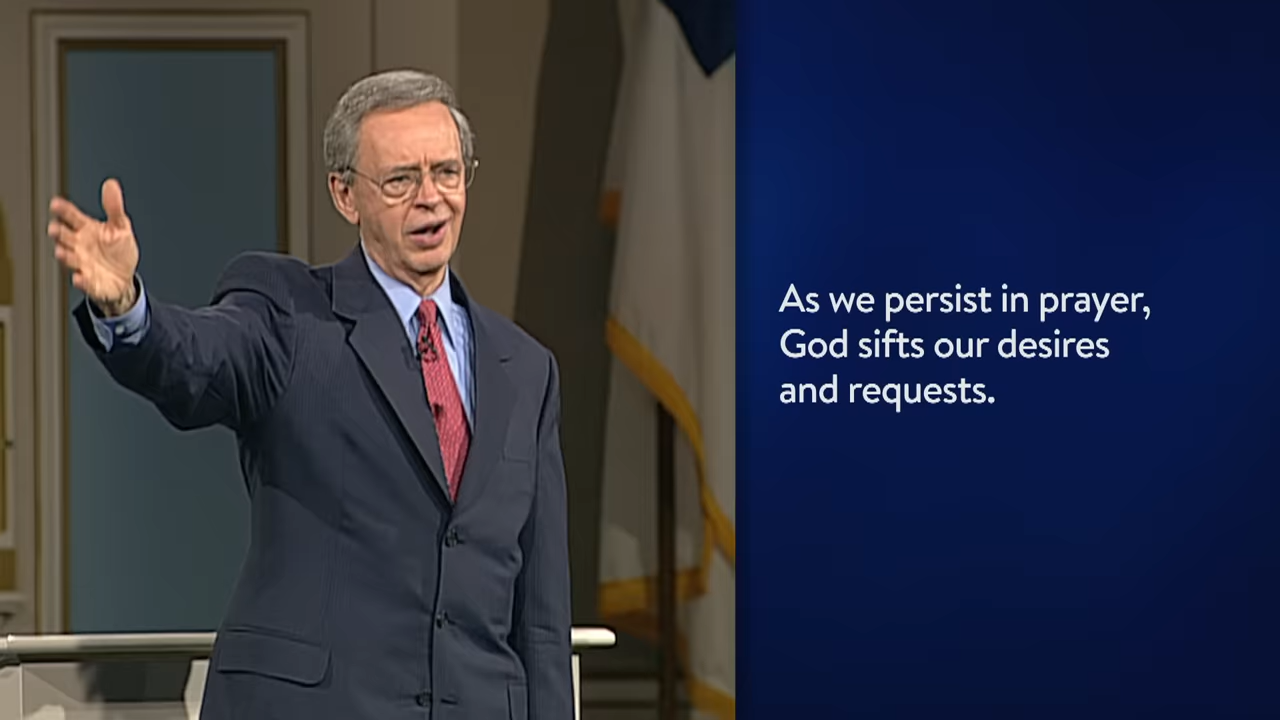 As we persist in prayer,
God sifts our desires
and requests.